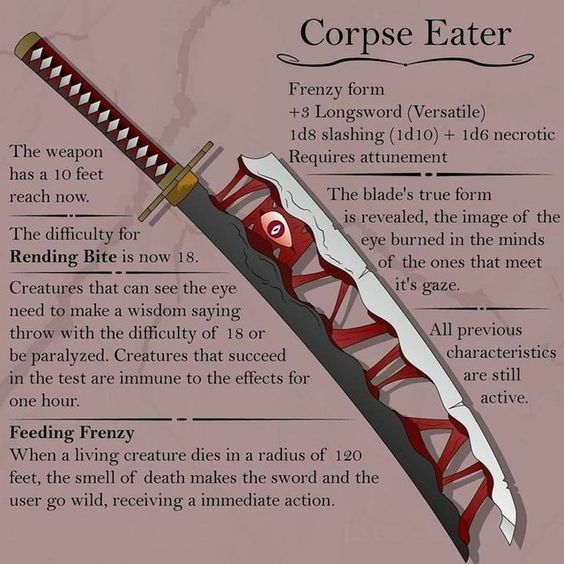 Corpse Eater
Frenzy form
+3 Longsword (Versatile)
1d8 slashing (1d10) + 1d6 necrotic
Requires attunement
The weapon
has a 10 feet
reach now.
The difficulty for
Rending Bite is now 18.
Creatures that can see the eye
need to make a wisdom saying
throw with the difficulty of 18 or
be paralyzed. Creatures that succeed
in the test are immune to the effects for
one hour.
Feeding Frenzy
When a living creature dies in a radius of 120
feet, the smell of death makes the sword and the
user go wild, receiving a immediate action.
The blade's true form
is revealed, the image of the
eye burned in the minds
of the ones that meet
it's gaze.
All previous
characteristics
are still
active.